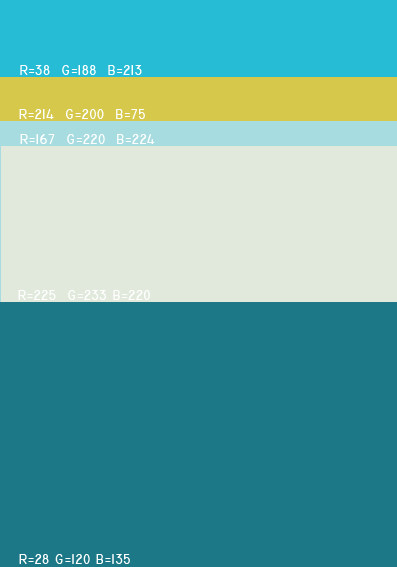 R=38 G=188 B=213
R=214 G=200 B=75
R=167 G=220 B=224
R=225 G=233 B=220
R=28 G=120 B=135